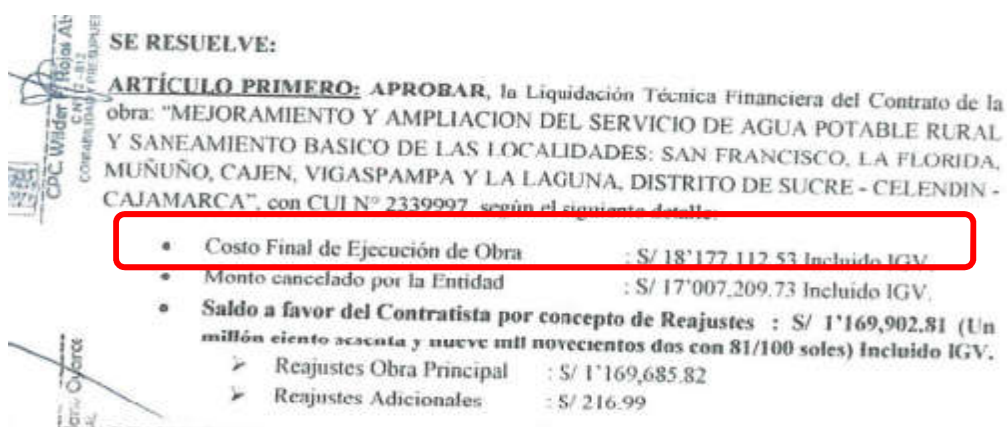 SE RESUELVE:
ARTÍCULO PRIMERO: APROBAR, la Liquidación Técnica Financiera del Contrato de la
obra: “MEJORAMIENTO Y AMPLIACION DEL SERVICIO DE AGUA POTABLE RURAL
Y SANEAMIENTO BASICO DE LAS LOCALIDADES: SAN FRANCISCO, LA FLORIDA,
MUÑUÑO, CAJEN, VIGASPAMPA Y LA LAGUNA, DISTRITO DE SUCRE - CELENDIN -
CAJAMARCA”, con CUI N° 2339997, según el siguiente detalle:
• Costo Final de Ejecución de Obra : S/ 18’177,112.53 Incluido IGV.
• Monto cancelado por la Entidad : S/ 17’007,209.73 Incluido IGV.
• Saldo a favor del Contratista por concepto de Reajustes : S/ 1’169,902.81 (Un
millón ciento sesenta y nueve mil novecientos dos con 81/100 soles) Incluido IGV.
➢ Reajustes Obra Principal : S/ 1’169,685.82
➢ Reajustes Adicionales : S/ 216.99
CPC. Wilder Rojas